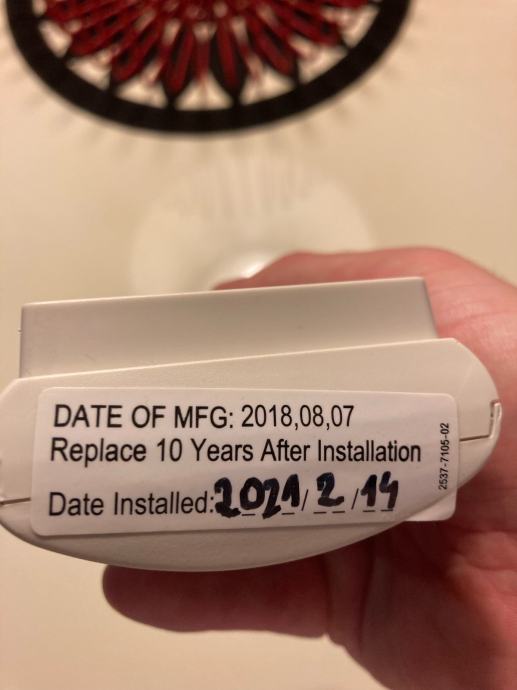 DATE OF MFG: 2018,08,07
Replace 10 Years After Installation
Date Installed: 2021/2/14
2537-7105-02